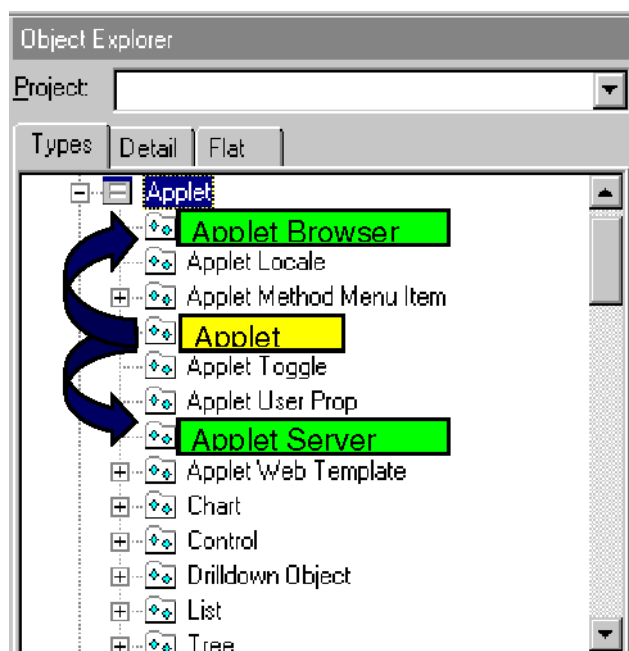 Object Explorer
Project:
Types Detail Flat
Applet
Applet Browser
Applet Locale
Applet Method Menu Item
Applet
Applet Toggle
Applet User Prop
Applet Server
Applet Web Template
Chart
Control
Drilldown Object
List
Tree